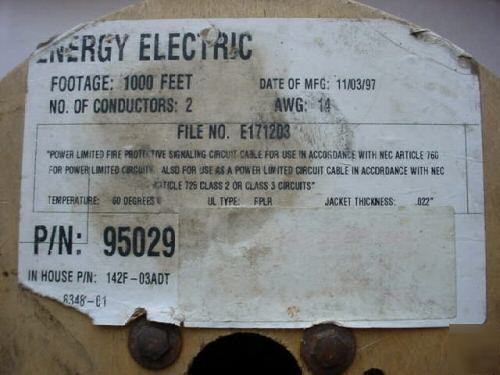 ENERGY ELECTRIC
FOOTAGE: 1000 FEET DATE OF MFG: 11/03/97
NO. OF CONDUCTORS: 2 AWG: 14
FILE NO. E171203
"POWER LIMITED FIRE PROTECTIVE SIGNALING CIRCUIT CABLE FOR USE IN ACCORDANCE WITH NEC ARTICLE 760
FOR POWER LIMITED CIRCUITS. ALSO FOR USE AS A POWER LIMITED CIRCUIT CABLE IN ACCORDANCE WITH NEC
ARTICLE 725 CLASS 2 OR CLASS 3 CIRCUITS"
TEMPERATURE: 60 DEGREES UL TYPE: FPLR JACKET THICKNESS: .022"
P/N: 95029
IN HOUSE P/N: 142F-03ADT
8348-01